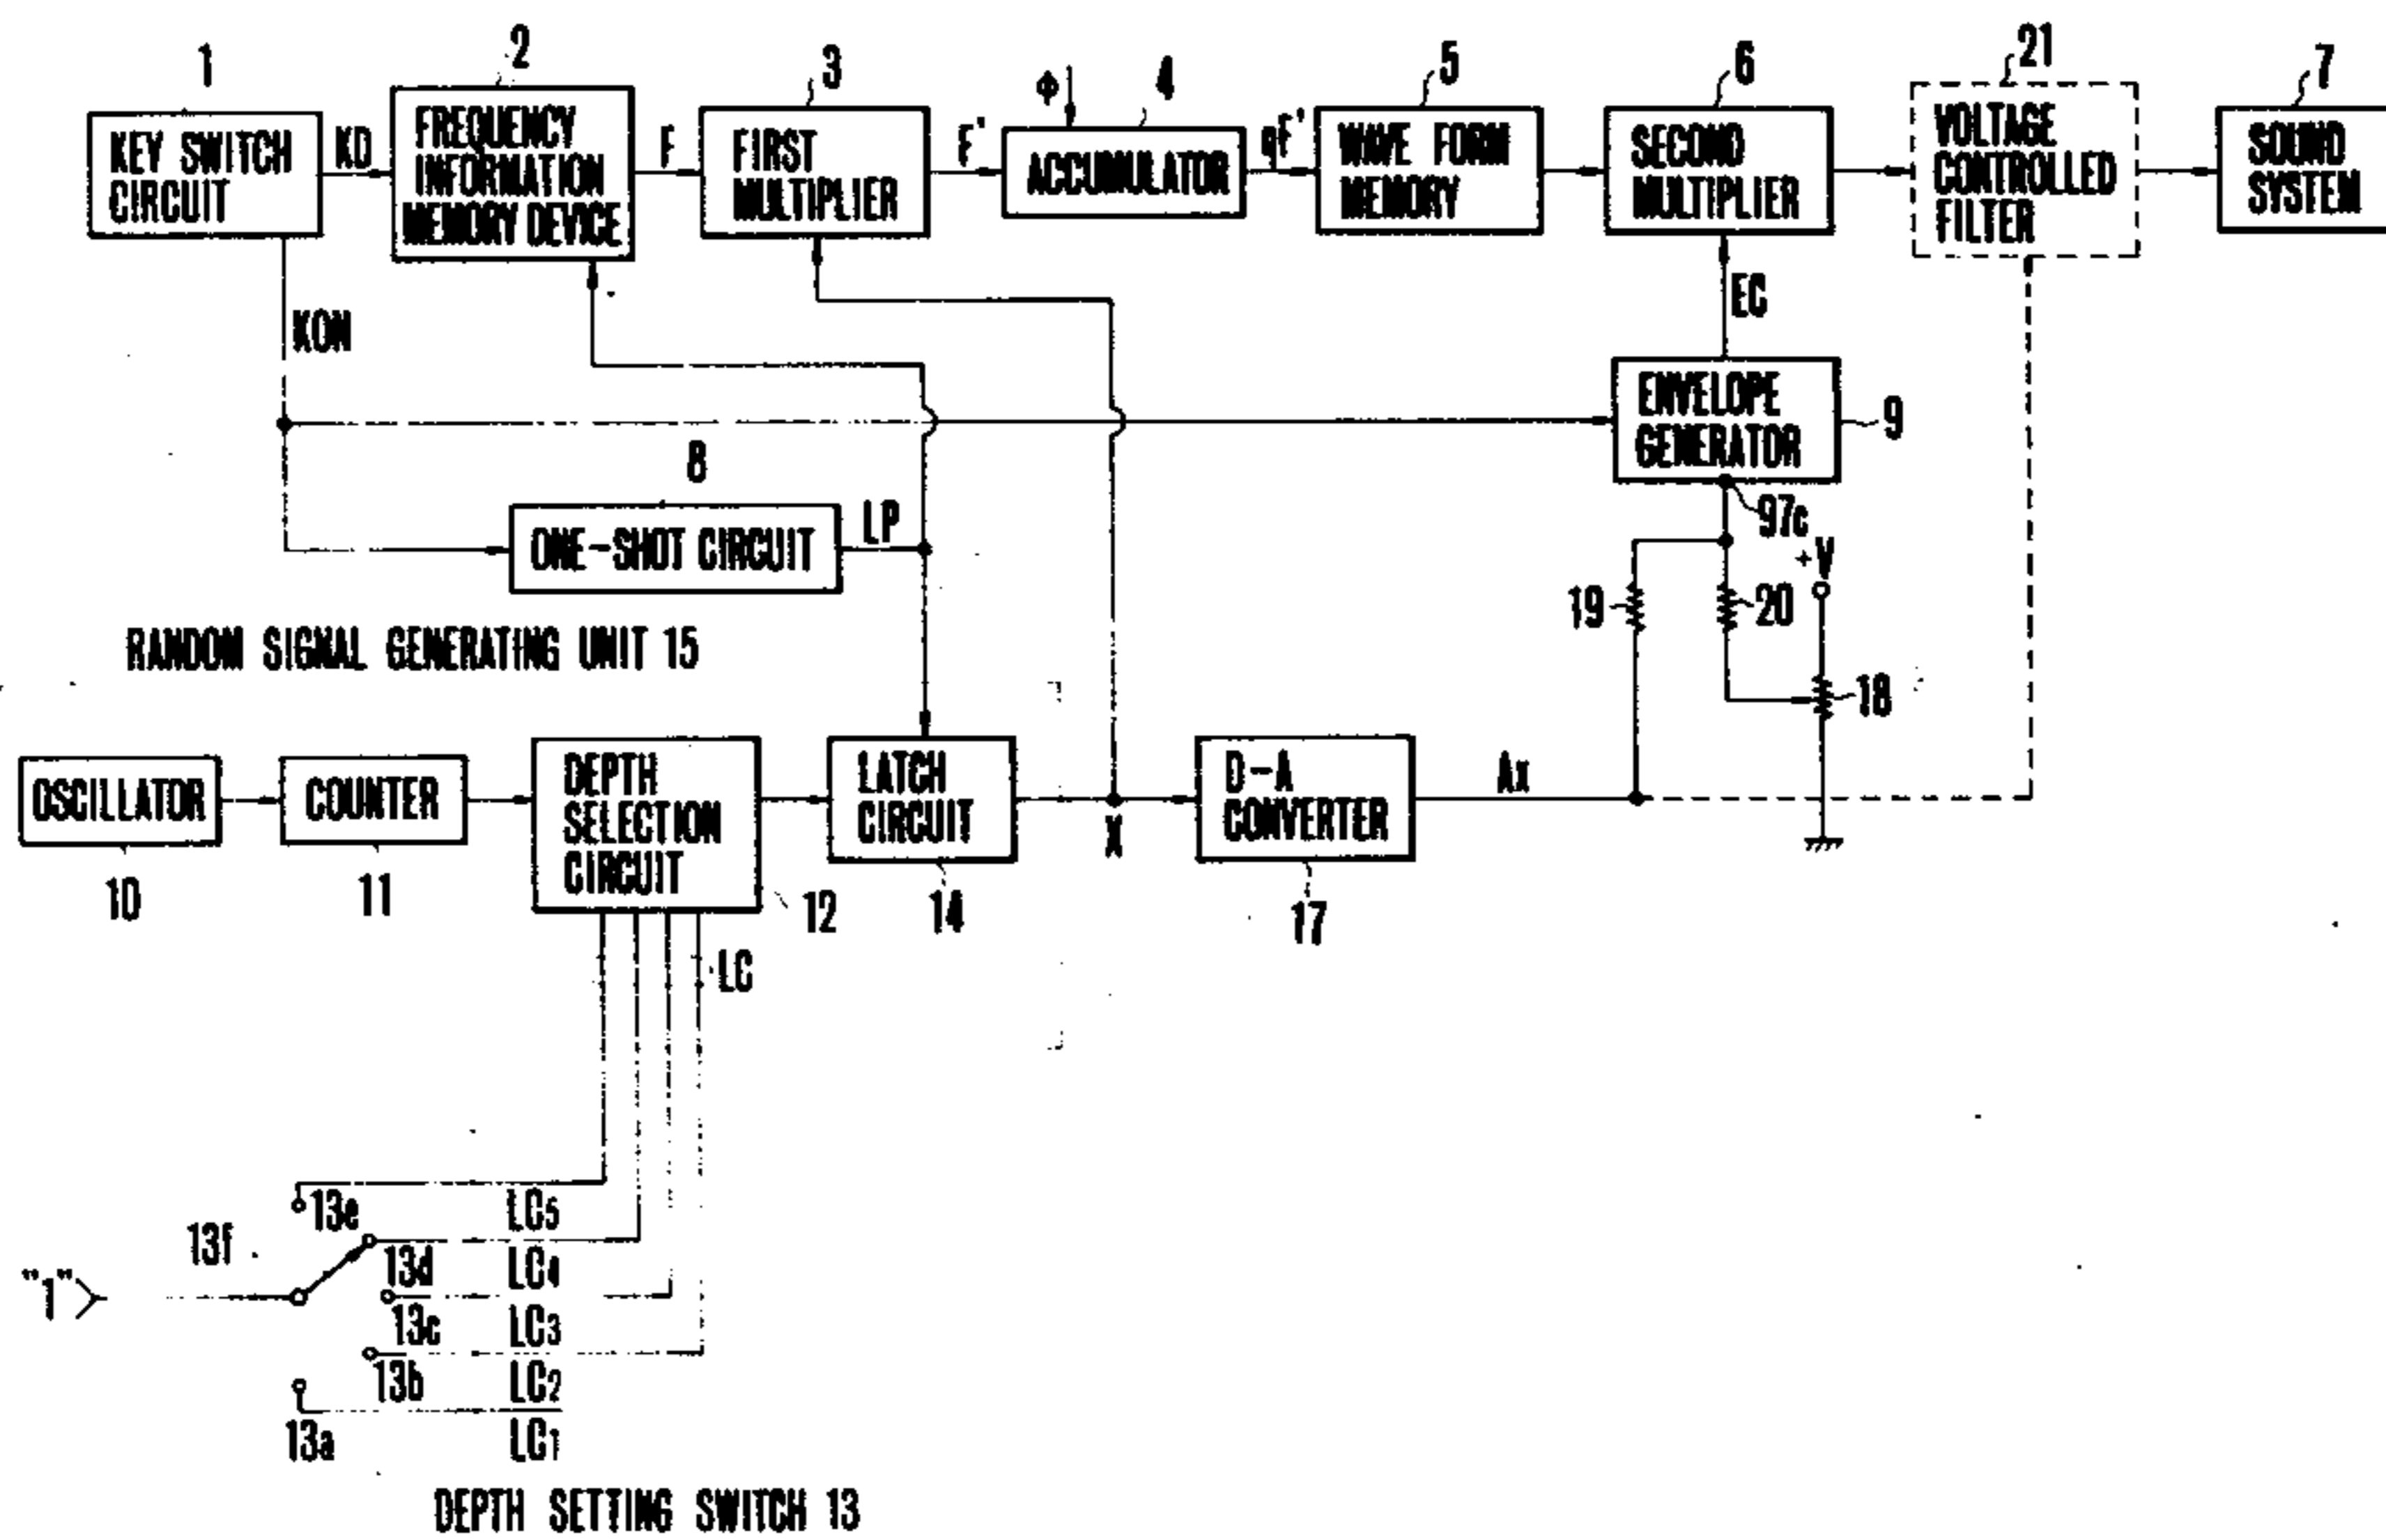 1
2
3
4
5
6
21
7
KEY SWITCH
CIRCUIT
KD
FREQUENCY
INFORMATION
MEMORY DEVICE
F
FIRST
MULTIPLIER
F'
ϕ
ACCUMULATOR
qF'
WAVE FORM
MEMORY
SECOND
MULTIPLIER
VOLTAGE
CONTROLLED
FILTER
SOUND
SYSTEM
KON
EC
ENVELOPE
GENERATOR
9
97c
8
ONE-SHOT CIRCUIT
LP
+V
19
20
18
RANDOM SIGNAL GENERATING UNIT 15
OSCILLATOR
10
COUNTER
11
DEPTH
SELECTION
CIRCUIT
12
LATCH
CIRCUIT
14
X
D-A
CONVERTER
17
Ax
LC
"1"
13f
13e
LC5
13d
LC4
13c
LC3
13b
LC2
13a
LC1
DEPTH SETTING SWITCH 13